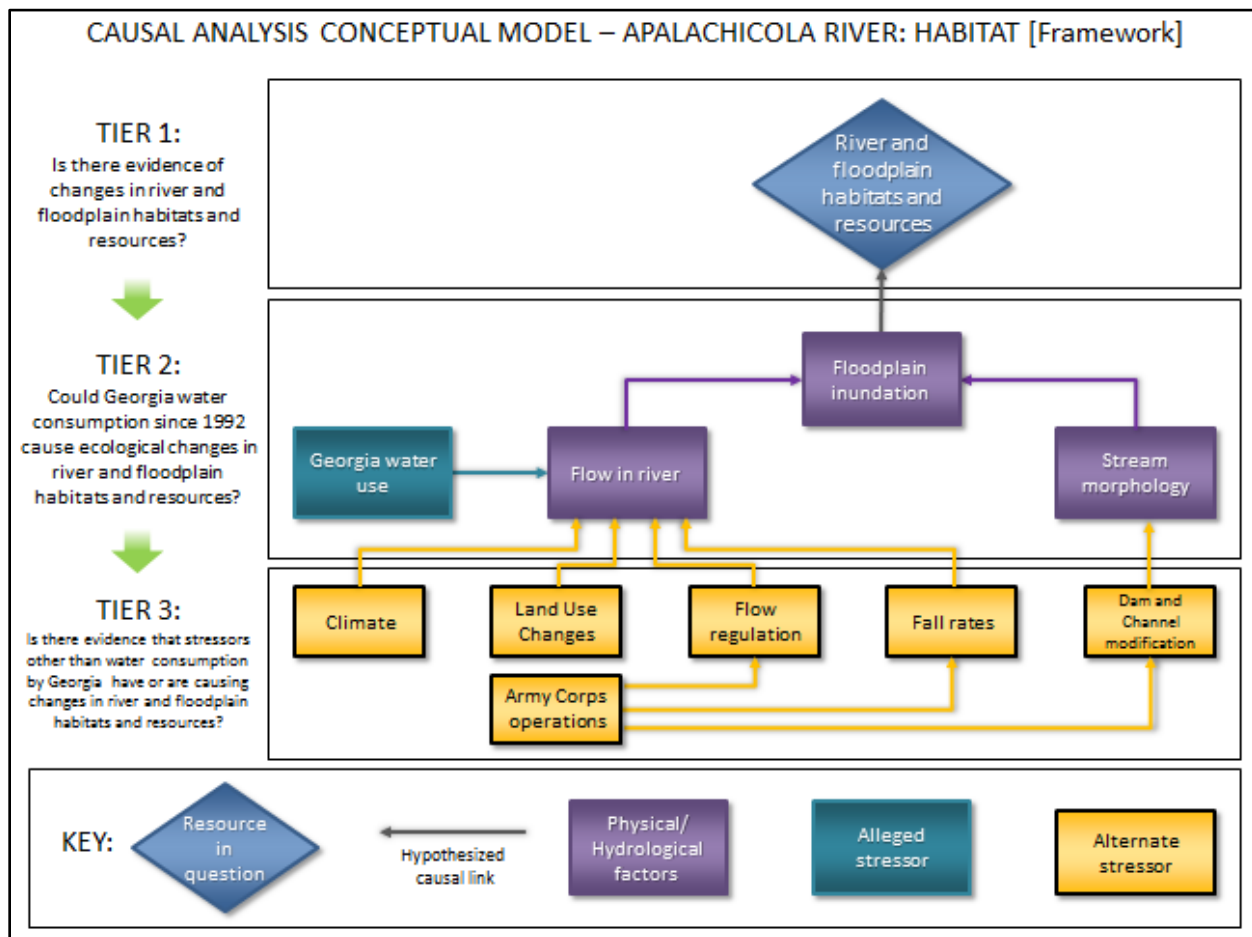 CAUSAL ANALYSIS CONCEPTUAL MODEL – APALACHICOLA RIVER: HABITAT [Framework]
TIER 1:
Is there evidence of
changes in river and
floodplain habitats and
resources?
River and
floodplain
habitats and
resources
TIER 2:
Could Georgia water
consumption since 1992
cause ecological changes in
river and floodplain
habitats and resources?
Floodplain
inundation
Georgia water
use
Flow in river
Stream
morphology
TIER 3:
Is there evidence that stressors
other than water consumption
by Georgia have or are causing
changes in river and floodplain
habitats and resources?
Climate
Land Use
Changes
Flow
regulation
Fall rates
Dam and
Channel
modification
Army Corps
operations
KEY:
Resource
in
question
Hypothesized
causal link
Physical/
Hydrological
factors
Alleged
stressor
Alternate
stressor